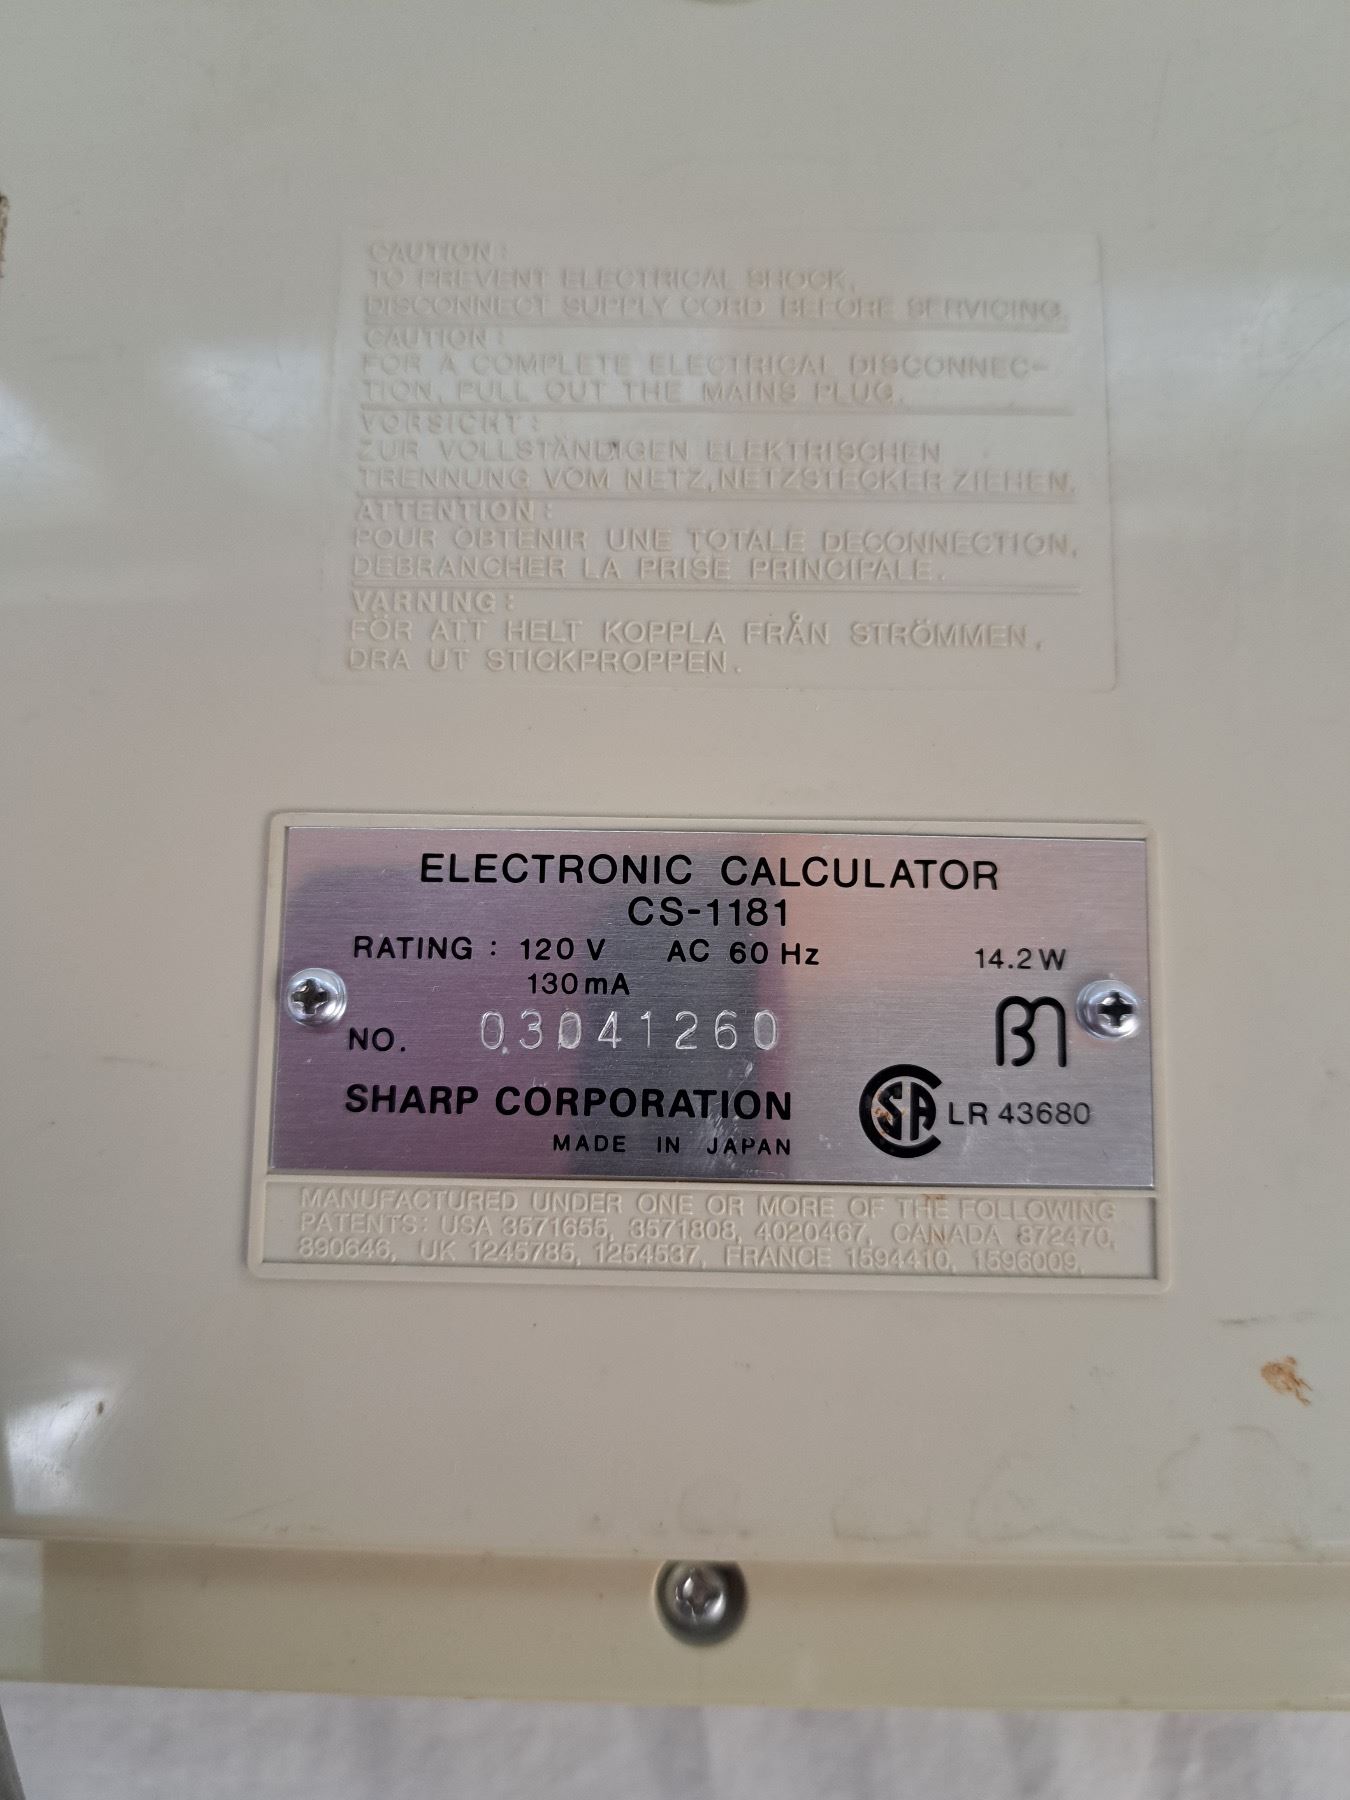 CAUTION:
TO PREVENT ELECTRICAL SHOCK,
DISCONNECT SUPPLY CORD BEFORE SERVICING.
CAUTION:
FOR A COMPLETE ELECTRICAL DISCONNEC-
TION, PULL OUT THE MAINS PLUG.
VORSICHT:
ZUR VOLLSTÄNDIGEN ELEKTRISCHEN
TRENNUNG VOM NETZ, NETZSTECKER ZIEHEN.
ATTENTION:
POUR OBTENIR UNE TOTALE DECONNECTION,
DEBRANCHER LA PRISE PRINCIPALE.
VARNING:
FÖR ATT HELT KOPPLA FRÅN STRÖMMEN,
DRA UT STICKPROPPEN.
ELECTRONIC CALCULATOR
CS-1181
RATING : 120 V AC 60 Hz 14.2 W
130 mA
NO. 03041260
SHARP CORPORATION
CSA LR 43680
MADE IN JAPAN
MANUFACTURED UNDER ONE OR MORE OF THE FOLLOWING
PATENTS: USA 3571655, 3571808, 4020467, CANADA 872470,
890646, UK 1245785, 1254537, FRANCE 1594410, 1596009,